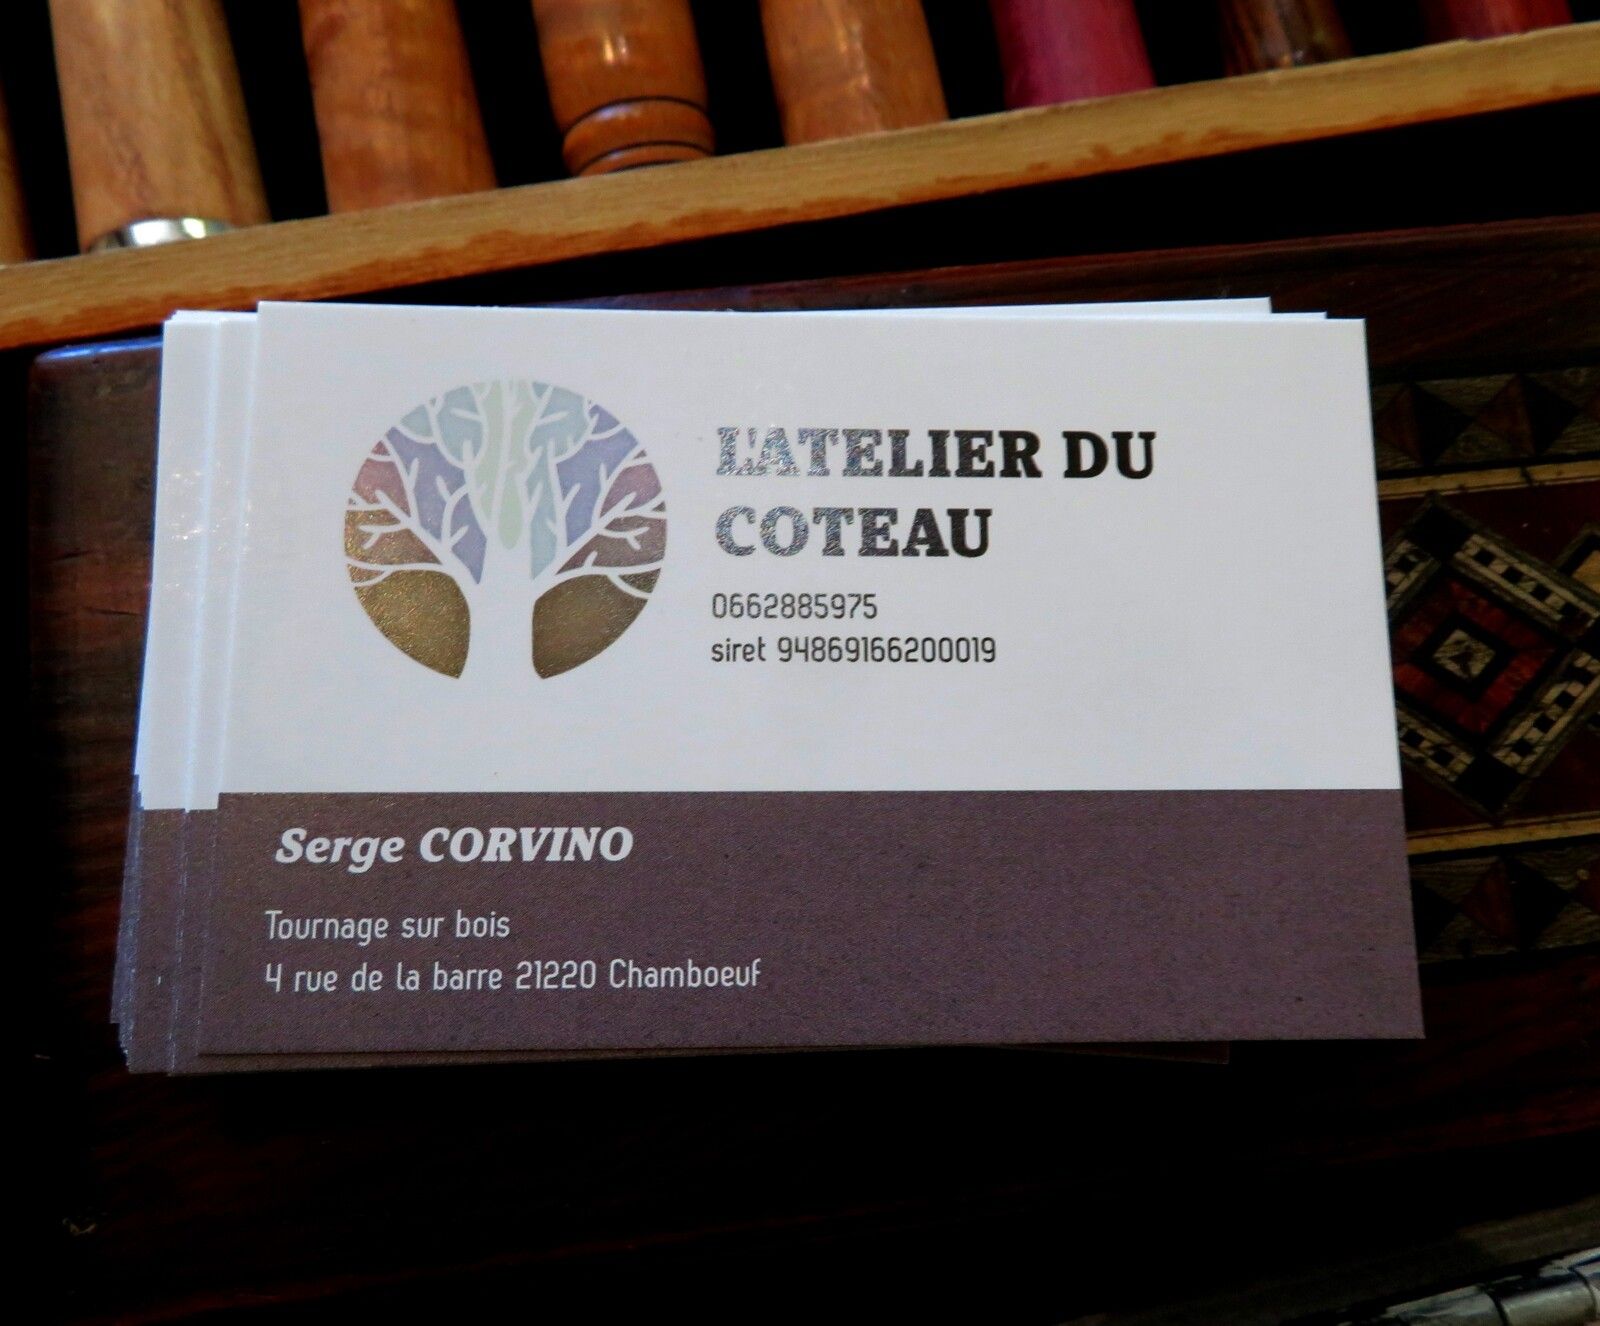 L'ATELIER DU
COTEAU
0662885975
siret 94869166200019
Serge CORVINO
Tournage sur bois
4 rue de la barre 21220 Chamboeuf